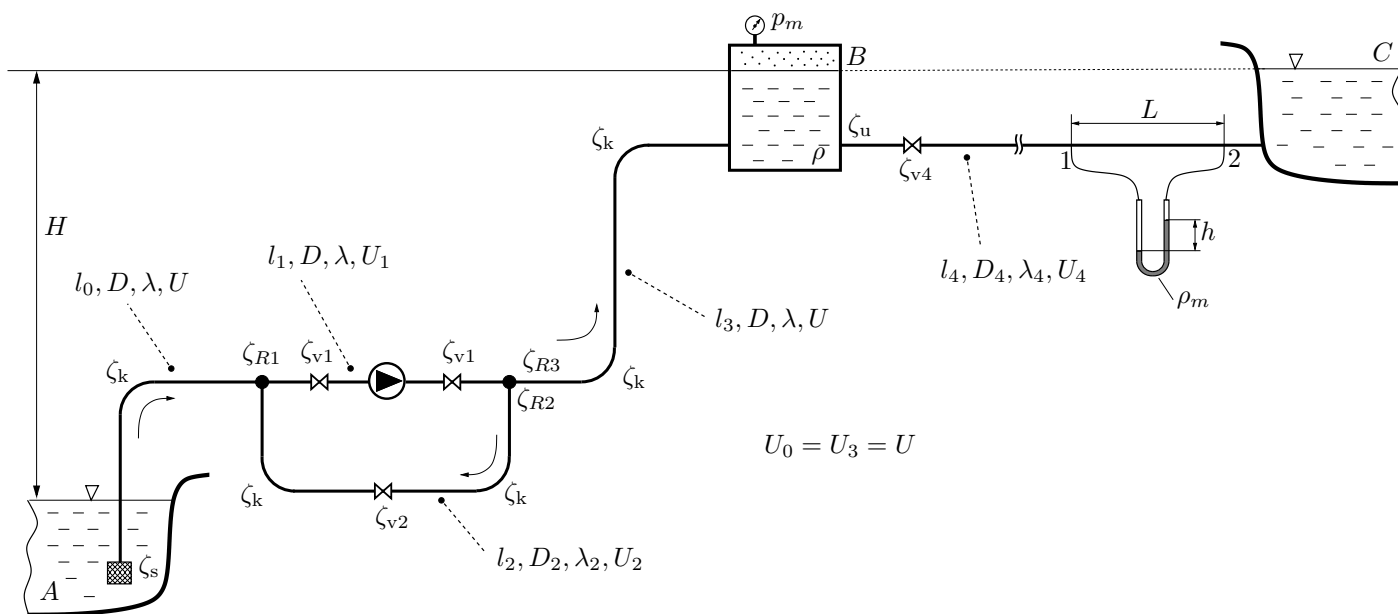 p_m
B
C
ζ_u
L
ζ_k
ρ
ζ_v4
1
2
H
h
l_1, D, λ, U_1
l_0, D, λ, U
l_4, D_4, λ_4, U_4
ρ_m
l_3, D, λ, U
ζ_R1
ζ_v1
ζ_v1
ζ_R3
ζ_k
ζ_k
ζ_R2
U_0 = U_3 = U
ζ_k
ζ_k
ζ_v2
l_2, D_2, λ_2, U_2
ζ_s
A